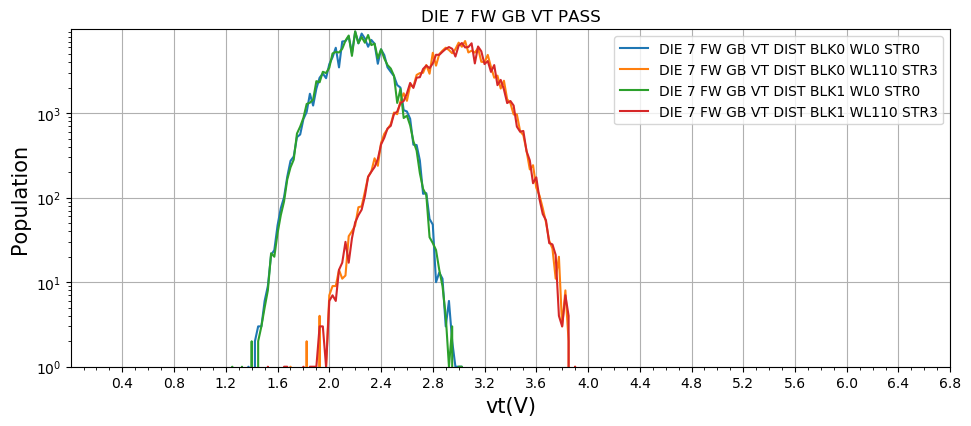 DIE 7 FW GB VT PASS
DIE 7 FW GB VT DIST BLK0 WL0 STR0
DIE 7 FW GB VT DIST BLK0 WL110 STR3
DIE 7 FW GB VT DIST BLK1 WL0 STR0
DIE 7 FW GB VT DIST BLK1 WL110 STR3
Population
10³
10²
10¹
10⁰
0.4 0.8 1.2 1.6 2.0 2.4 2.8 3.2 3.6 4.0 4.4 4.8 5.2 5.6 6.0 6.4 6.8
vt(V)